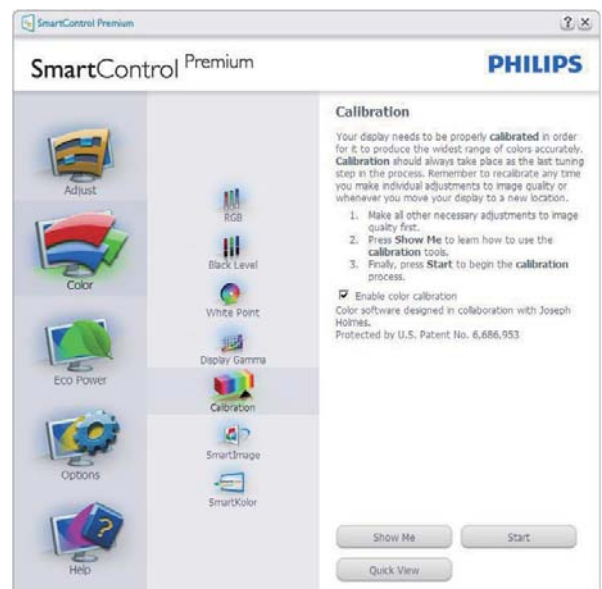 SmartControl Premium
SmartControl Premium
PHILIPS
Adjust
Color
Eco Power
Options
Help
RGB
Black Level
White Point
Display Gamma
Calibration
SmartImage
SmartKolor
Calibration
Your display needs to be properly calibrated in order
for it to produce the widest range of colors accurately.
Calibration should always take place as the last tuning
step in the process. Remember to recalibrate any time
you make individual adjustments to image quality or
whenever you move your display to a new location.
1. Make all other necessary adjustments to image
quality first.
2. Press Show Me to learn how to use the
calibration tools.
3. Finally, press Start to begin the calibration
process.
Enable color calibration
Color software designed in collaboration with Joseph
Holmes.
Protected by U.S. Patent No. 6,686,953
Show Me
Start
Quick View